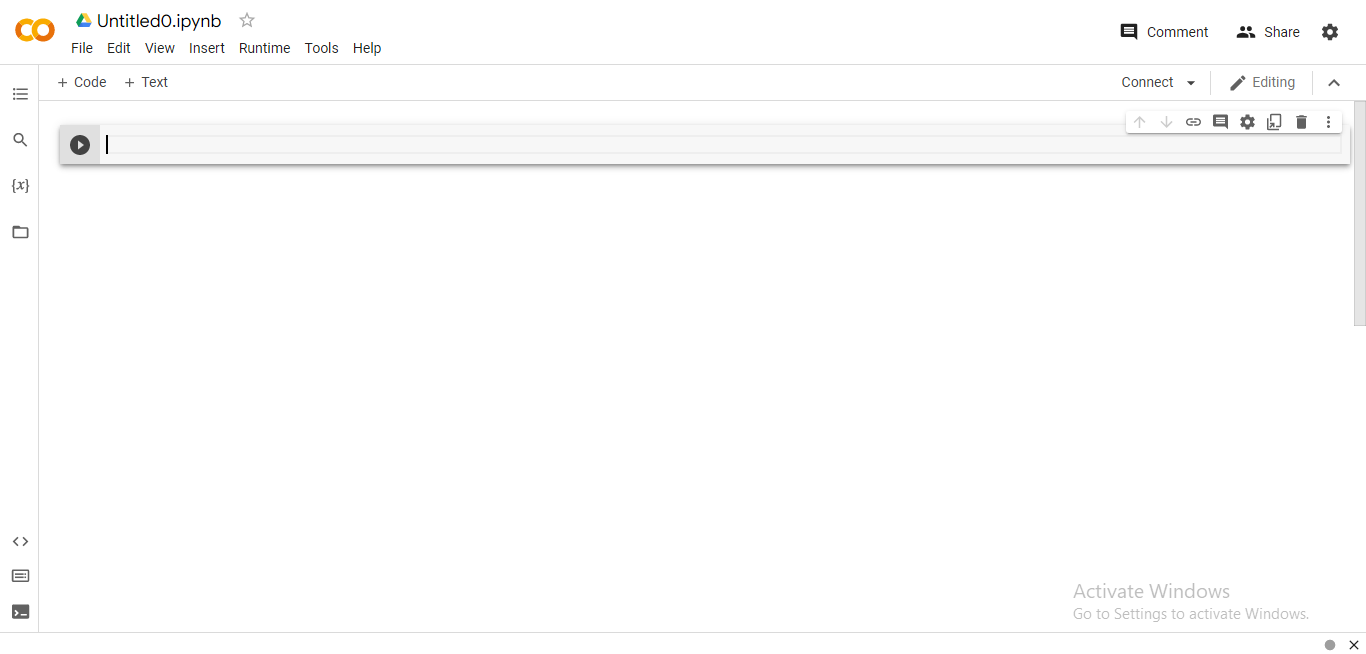 Untitled0.ipynb
File Edit View Insert Runtime Tools Help
Comment Share
+ Code + Text
Connect Editing
{x}
Activate Windows
Go to Settings to activate Windows.